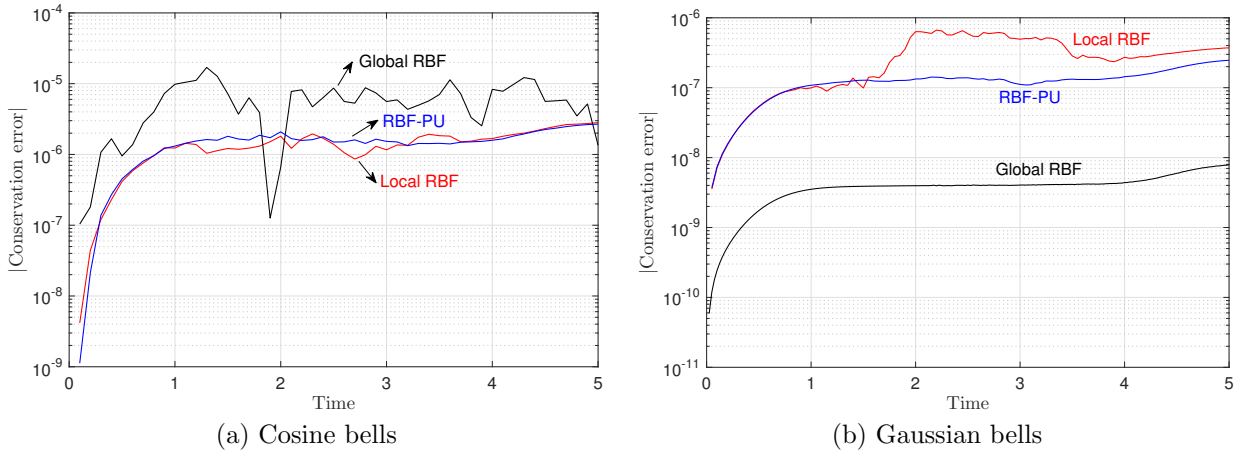 |Conservation error|
10^-5
10^-6
10^-7
10^-8
10^-9
Global RBF
RBF-PU
Local RBF
0 1 2 3 4 5
Time
(a) Cosine bells
|Conservation error|
10^-6
10^-7
10^-8
10^-9
10^-10
10^-11
Local RBF
RBF-PU
Global RBF
0 1 2 3 4 5
Time
(b) Gaussian bells